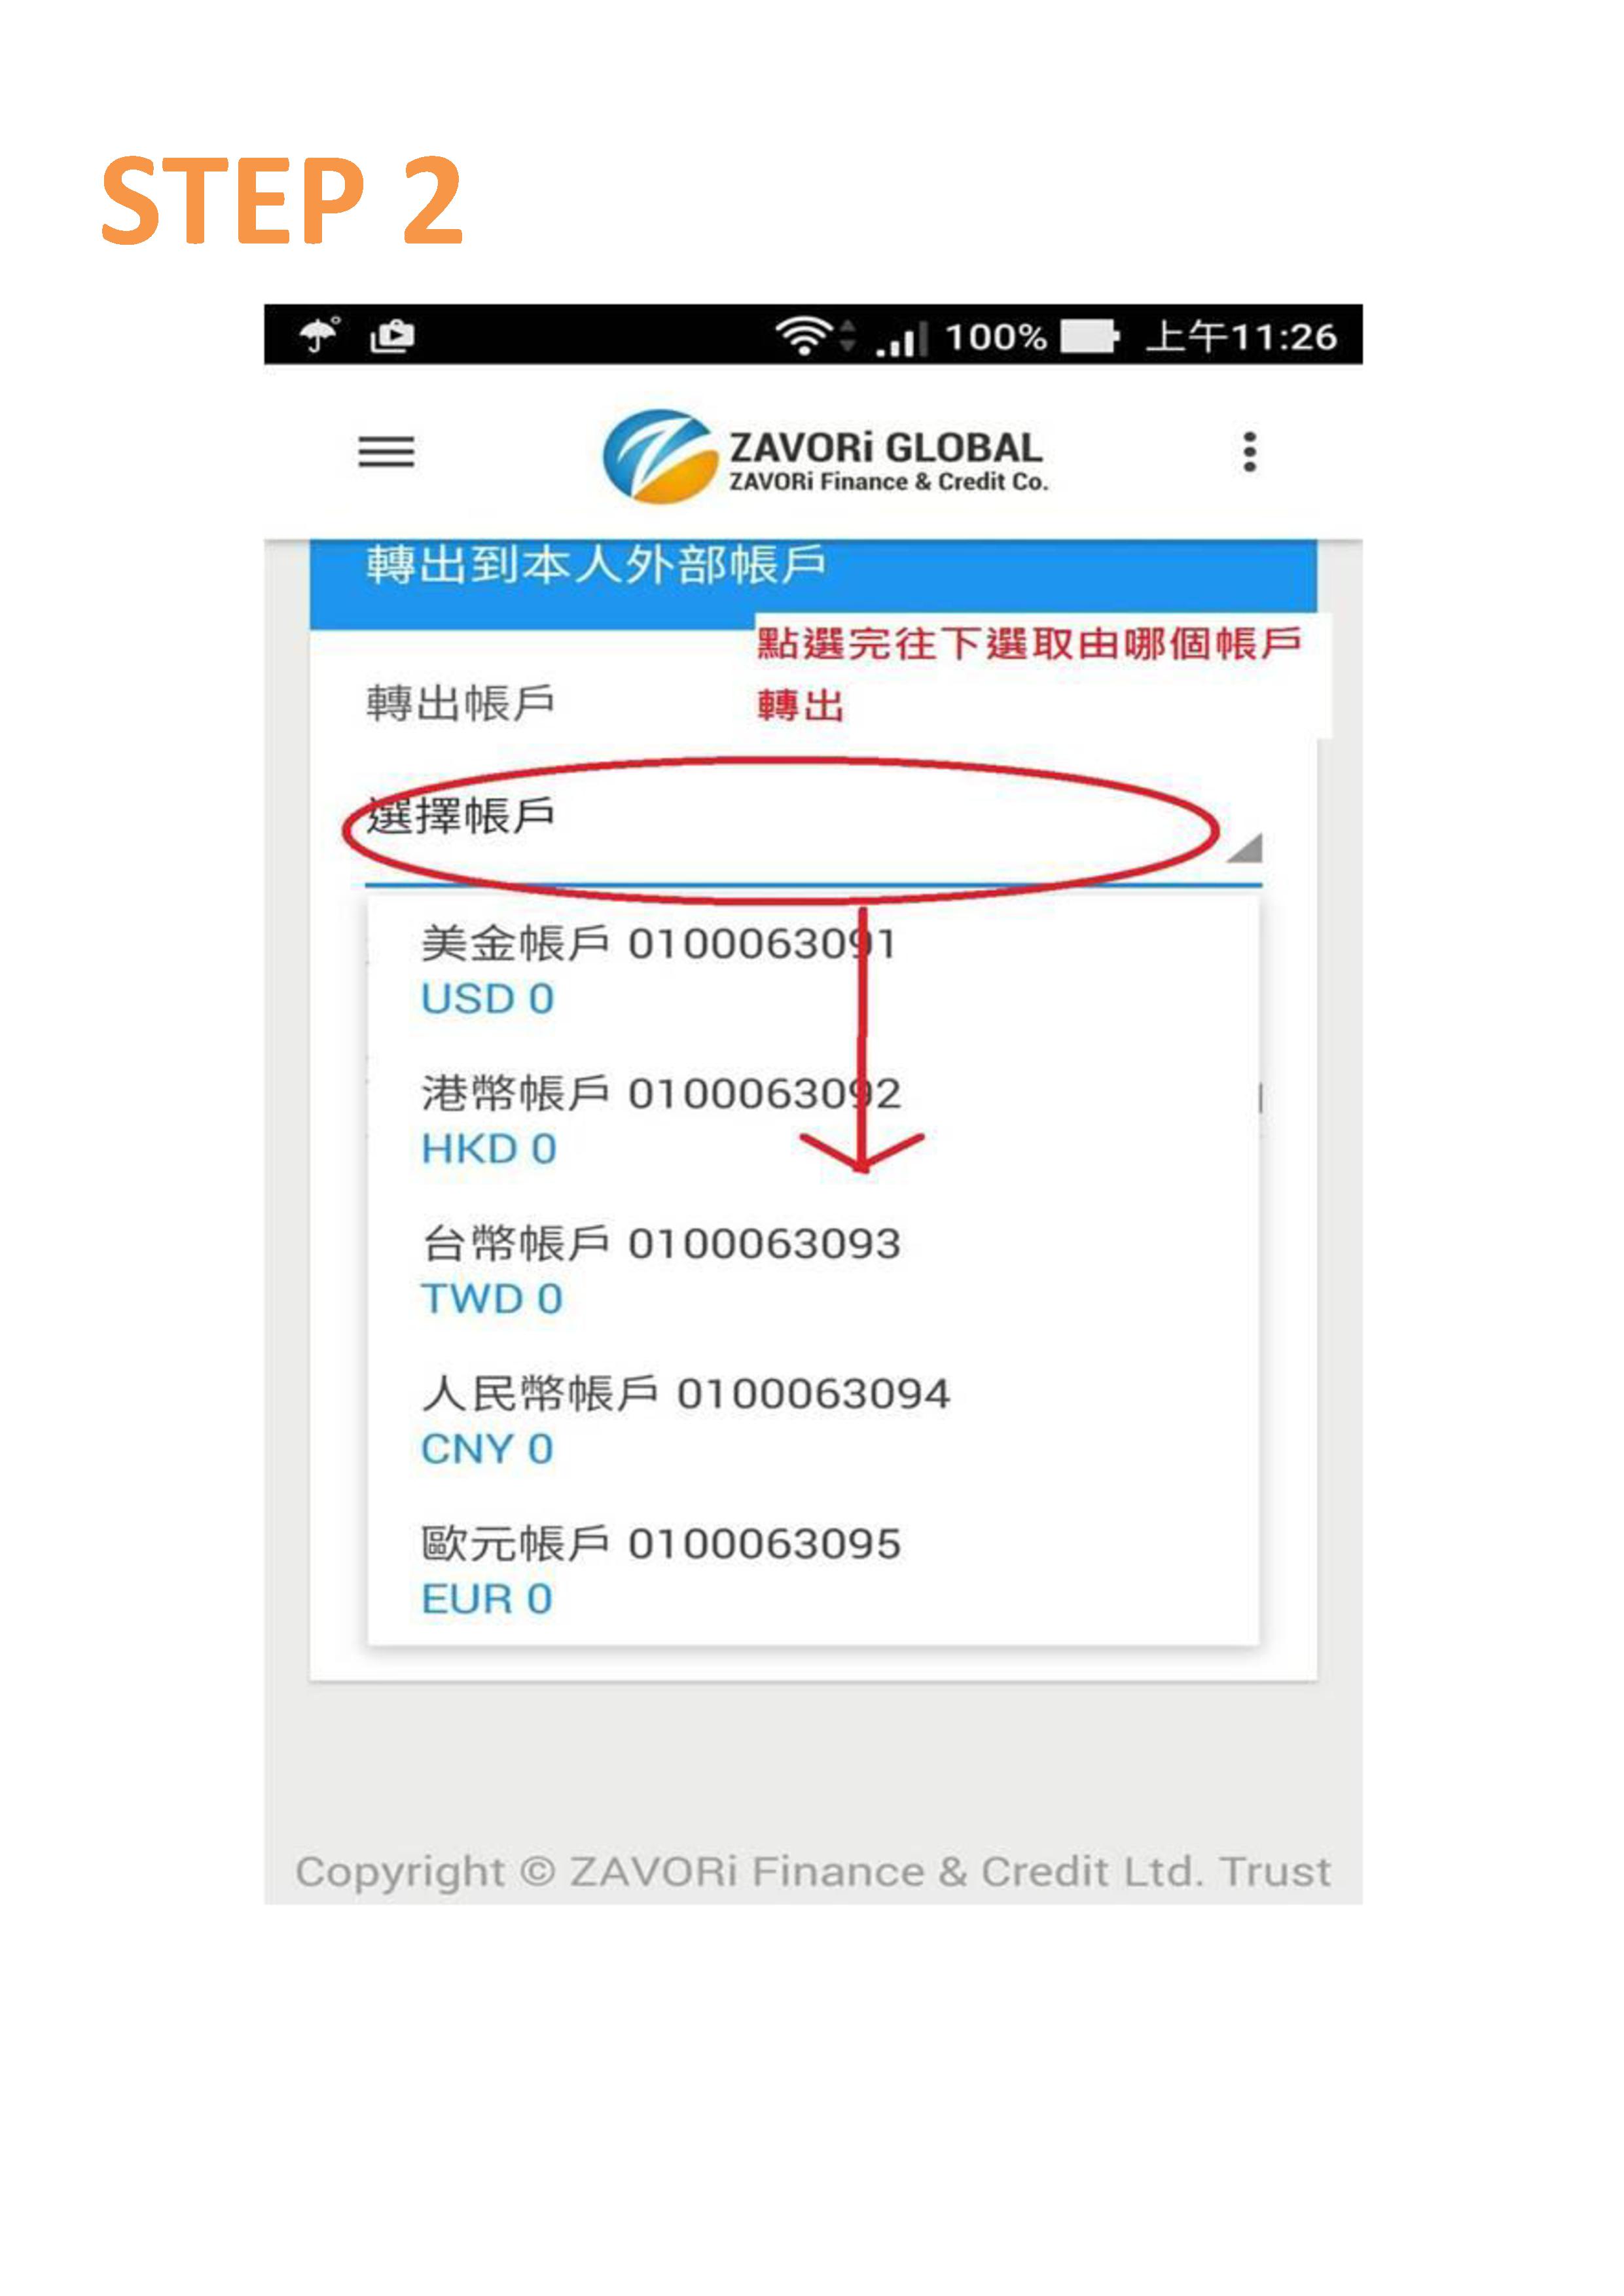 STEP 2
100% 上午11:26
ZAVORi GLOBAL
ZAVORi Finance & Credit Co.
轉出到本人外部帳戶
點選完往下選取由哪個帳戶
轉出
轉出帳戶
選擇帳戶
美金帳戶 0100063091
USD 0
港幣帳戶 0100063092
HKD 0
台幣帳戶 0100063093
TWD 0
人民幣帳戶 0100063094
CNY 0
歐元帳戶 0100063095
EUR 0
Copyright © ZAVORi Finance & Credit Ltd. Trust